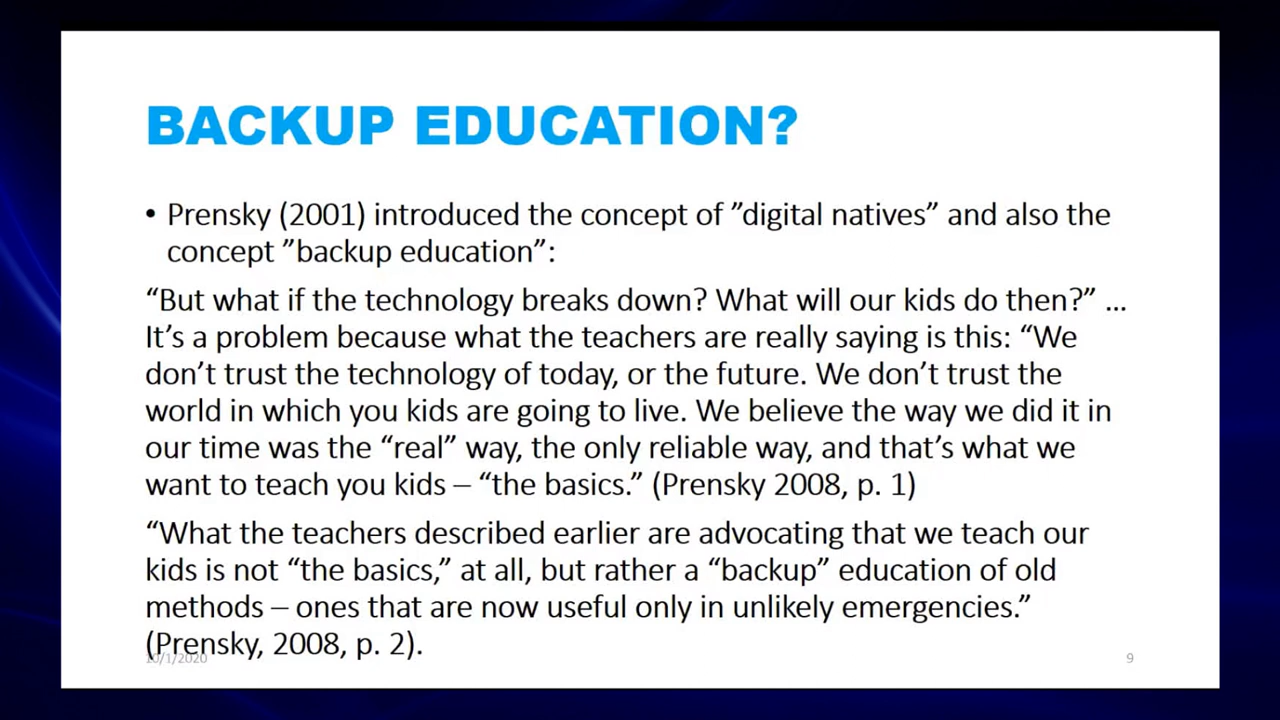 BACKUP EDUCATION?
• Prensky (2001) introduced the concept of ”digital natives” and also the
concept ”backup education”:
“But what if the technology breaks down? What will our kids do then?” ...
It’s a problem because what the teachers are really saying is this: “We
don’t trust the technology of today, or the future. We don’t trust the
world in which you kids are going to live. We believe the way we did it in
our time was the “real” way, the only reliable way, and that’s what we
want to teach you kids – “the basics.” (Prensky 2008, p. 1)
“What the teachers described earlier are advocating that we teach our
kids is not “the basics,” at all, but rather a “backup” education of old
methods – ones that are now useful only in unlikely emergencies.”
(Prensky, 2008, p. 2).
10/1/2020
9